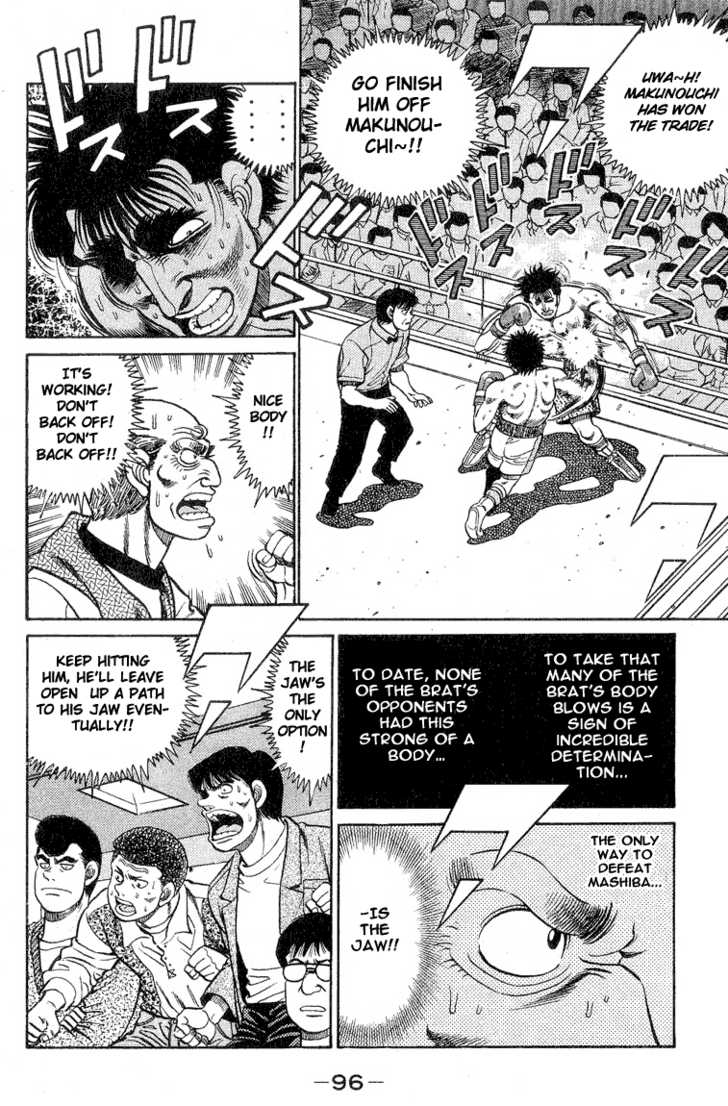 UWA~H!
MAKUNOUCHI
HAS WON
THE TRADE!
GO FINISH
HIM OFF
MAKUNOU-
CHI~!!
ドス
ドス
ドス
ドス
ドス
ドス
ドス
ドス
. . . .
. . . .
NICE
BODY
!!
IT'S
WORKING!
DON'T
BACK OFF!
DON'T
BACK OFF!!
TO TAKE THAT
MANY OF THE
BRAT'S BODY
BLOWS IS A
SIGN OF
INCREDIBLE
DETERMINA-
TION...
TO DATE, NONE
OF THE BRAT'S
OPPONENTS
HAD THIS
STRONG OF A
BODY...
THE ONLY
WAY TO
DEFEAT
MASHIBA...
-IS
THE
JAW!!
THE
JAW'S
THE
ONLY
OPTION
!
KEEP HITTING
HIM, HE'LL LEAVE
OPEN UP A PATH
TO HIS JAW EVEN-
TUALLY!!
-96-